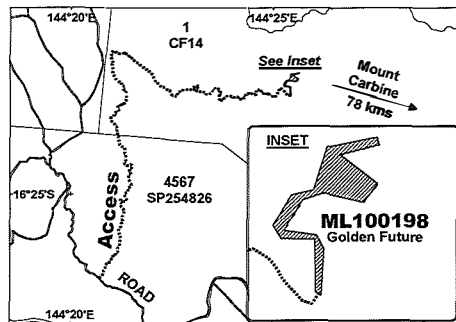 144°20'E
144°25'E
1
CF14
See Inset
Mount
Carbine
78 kms
INSET
16°25'S
4567
SP254826
Access
ML100198
Golden Future
ROAD
144°20'E